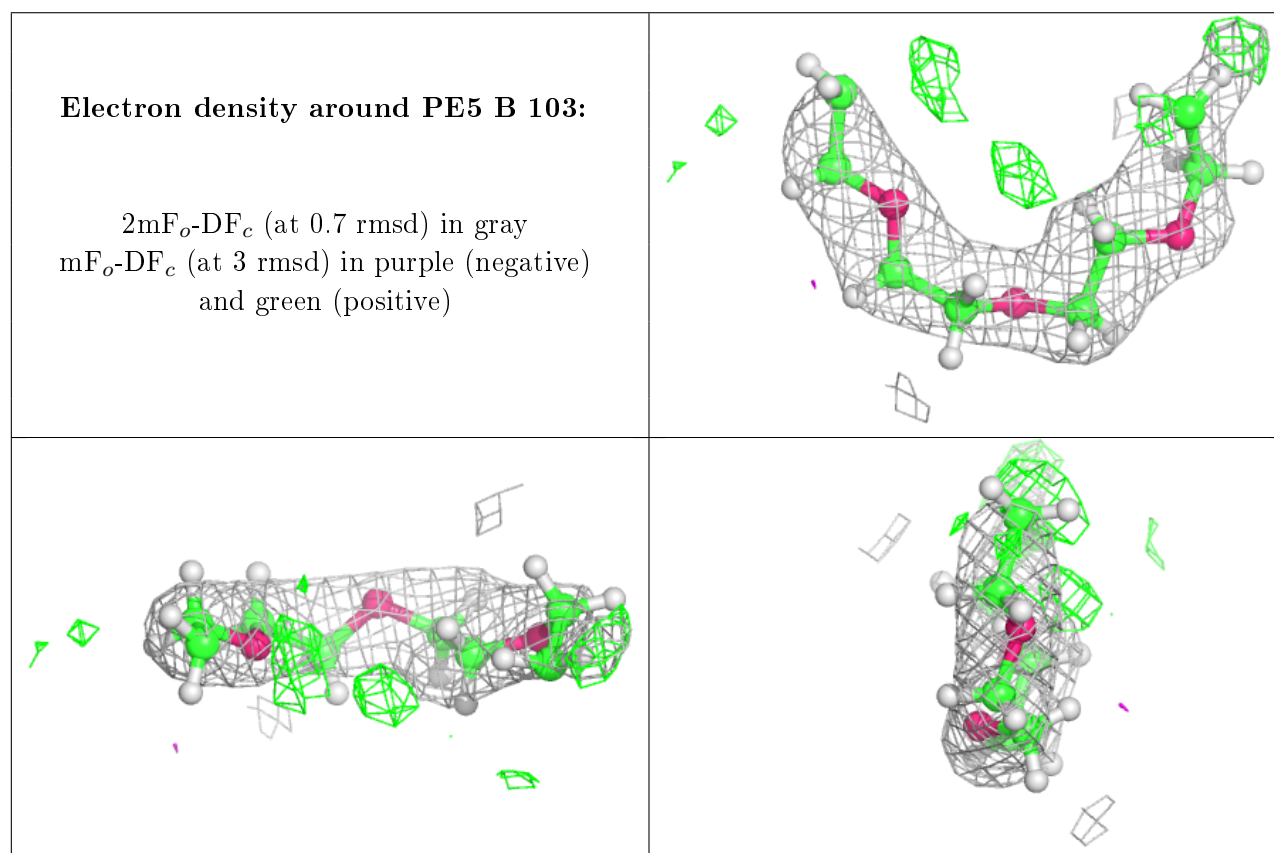 Electron density around PE5 B 103:
2mFₒ-DF𝒸 (at 0.7 rmsd) in gray
mFₒ-DF𝒸 (at 3 rmsd) in purple (negative)
and green (positive)